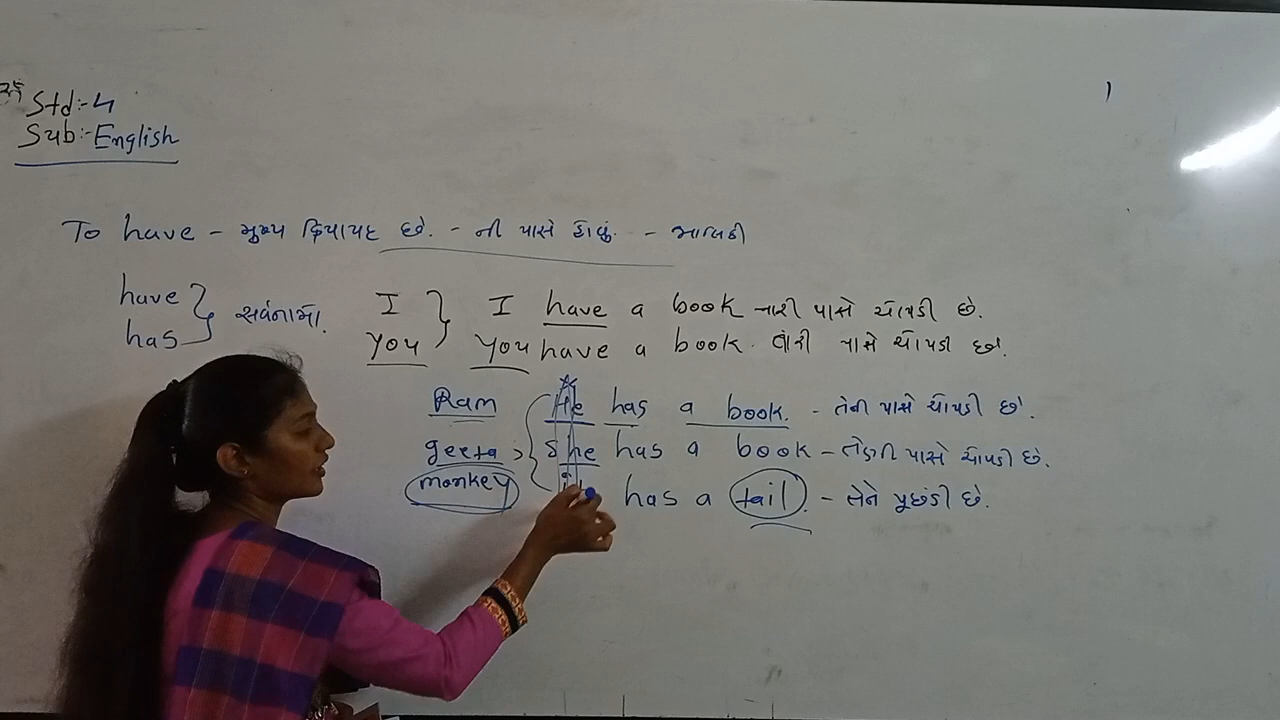 Std:- 4
Sub:- English
To have - મુખ્ય ક્રિયાપદ છે. - ની પાસે હોવું. - માલિકી
have
has } સર્વનામો.
I
you
I have a book મારી પાસે ચોપડી છે.
You have a book. તારી પાસે ચોપડી છે.
Ram He has a book. - તેની પાસે ચોપડી છે.
geeta > She has a book - તેણી પાસે ચોપડી છે.
monkey has a tail. - તેને પૂછડી છે.